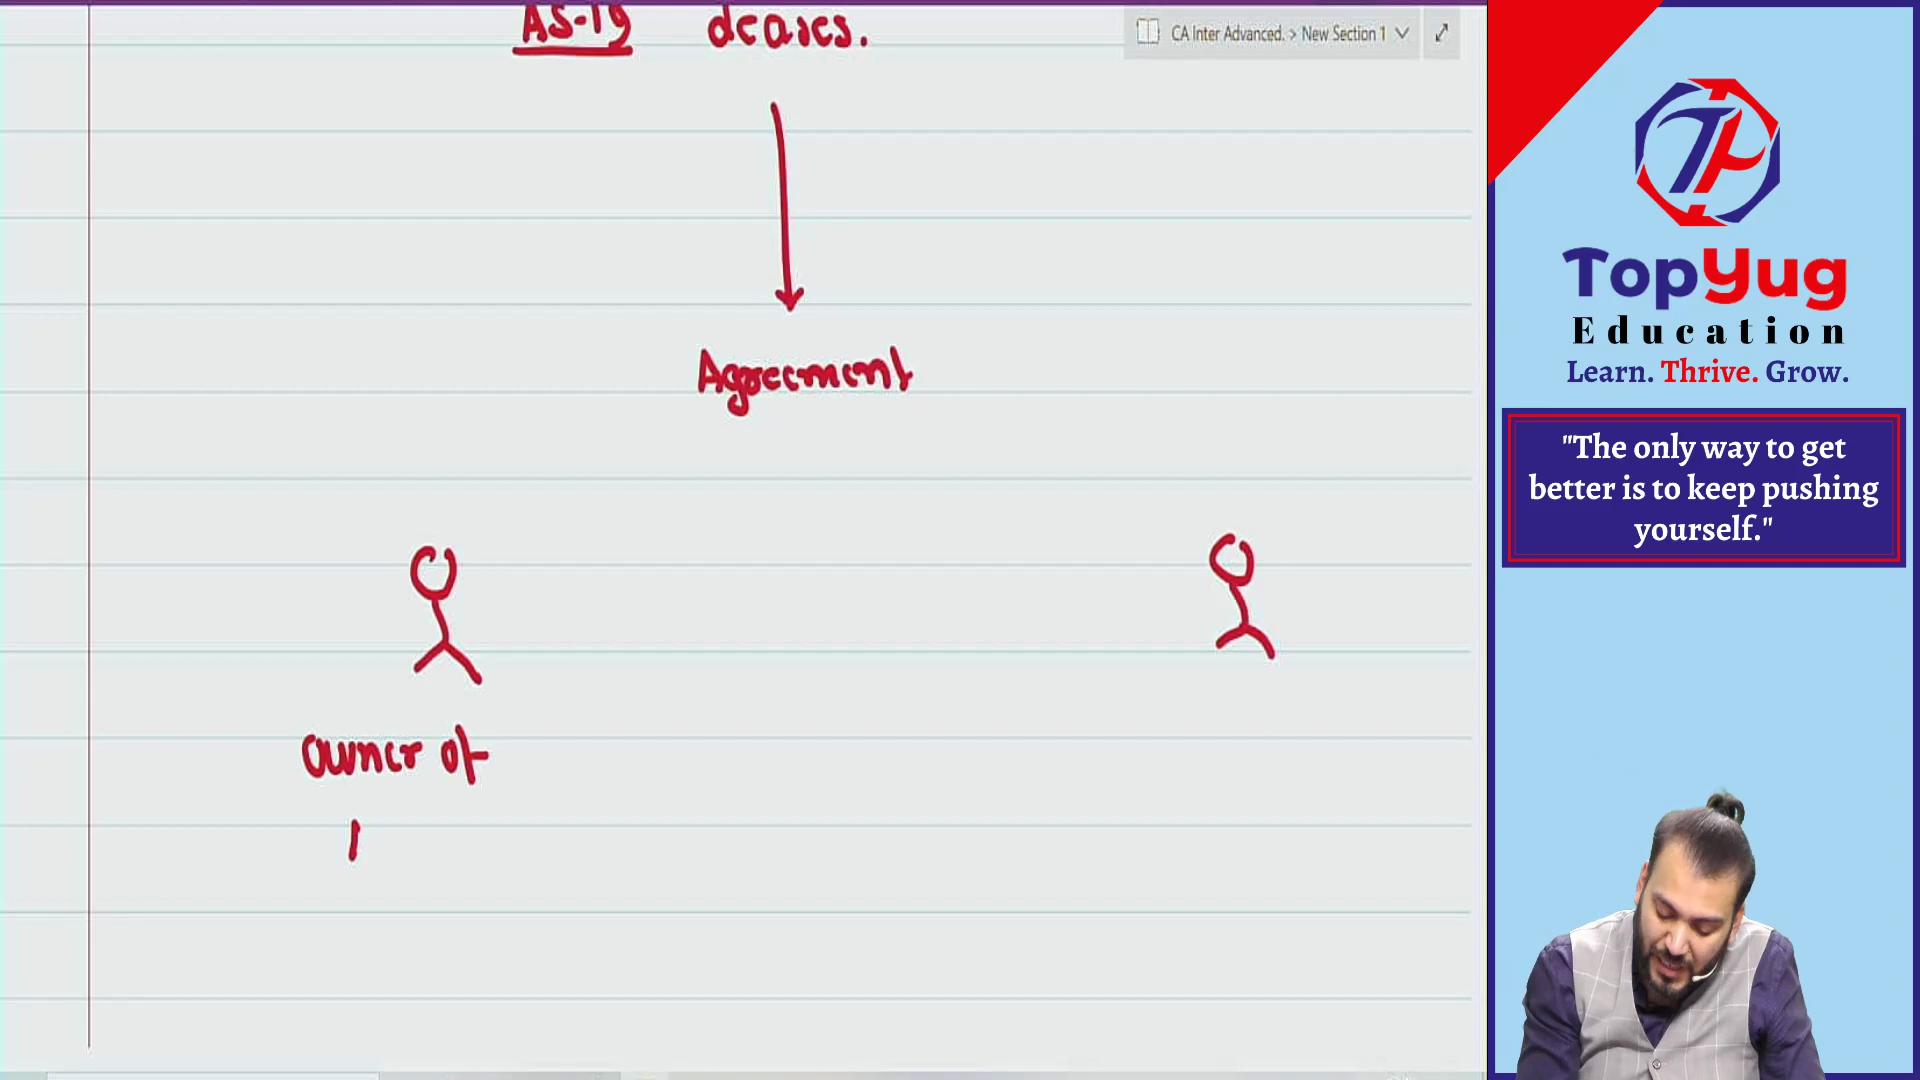 AS-19 Leases.
CA Inter Advanced. > New Section 1
Agreement
Owner of
TopYug
Education
Learn. Thrive. Grow.
"The only way to get
better is to keep pushing
yourself."